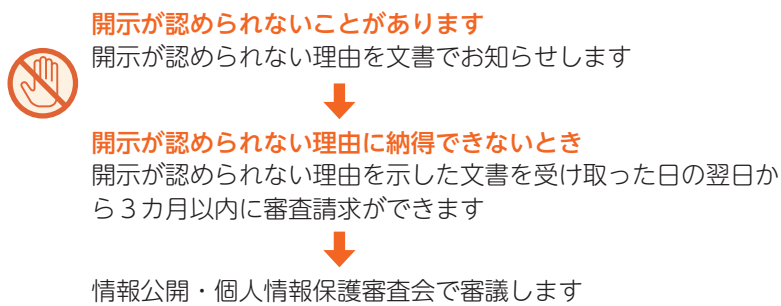 開示が認められないことがあります
開示が認められない理由を文書でお知らせします
開示が認められない理由に納得できないとき
開示が認められない理由を示した文書を受け取った日の翌日か
ら３カ月以内に審査請求ができます
情報公開・個人情報保護審査会で審議します